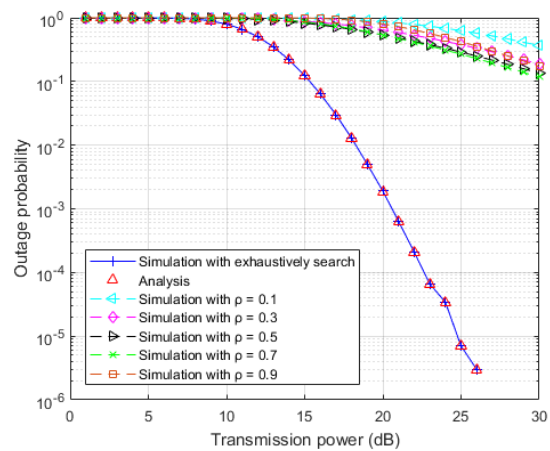 10^0
10^-1
10^-2
10^-3
10^-4
10^-5
10^-6
Outage probability
Simulation with exhaustively search
Analysis
Simulation with ρ = 0.1
Simulation with ρ = 0.3
Simulation with ρ = 0.5
Simulation with ρ = 0.7
Simulation with ρ = 0.9
0 5 10 15 20 25 30
Transmission power (dB)